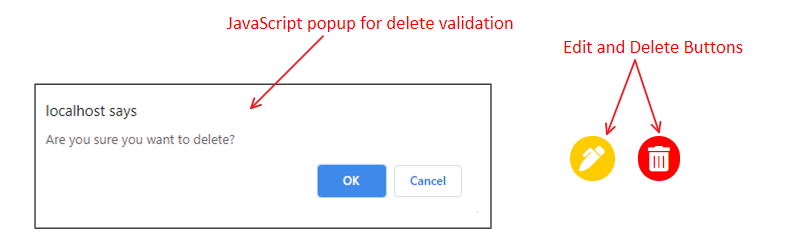 JavaScript popup for delete validation
Edit and Delete Buttons
localhost says
Are you sure you want to delete?
OK
Cancel